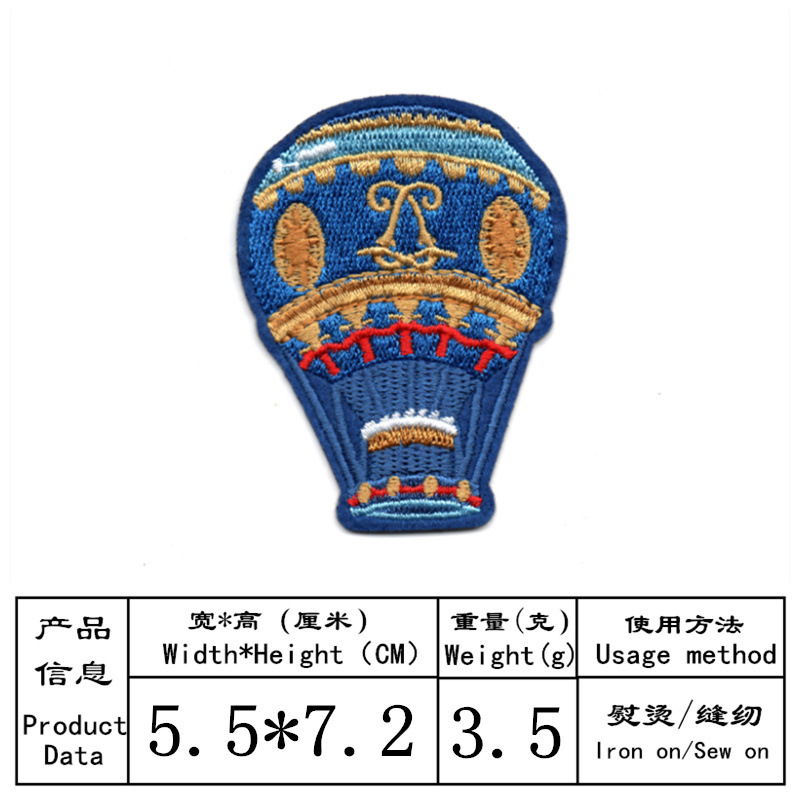 产品
信息
Product
Data
宽*高 (厘米)
Width*Height (CM)
重量(克)
Weight(g)
使用方法
Usage method
5.5*7.2
3.5
熨烫/缝纫
Iron on/Sew on